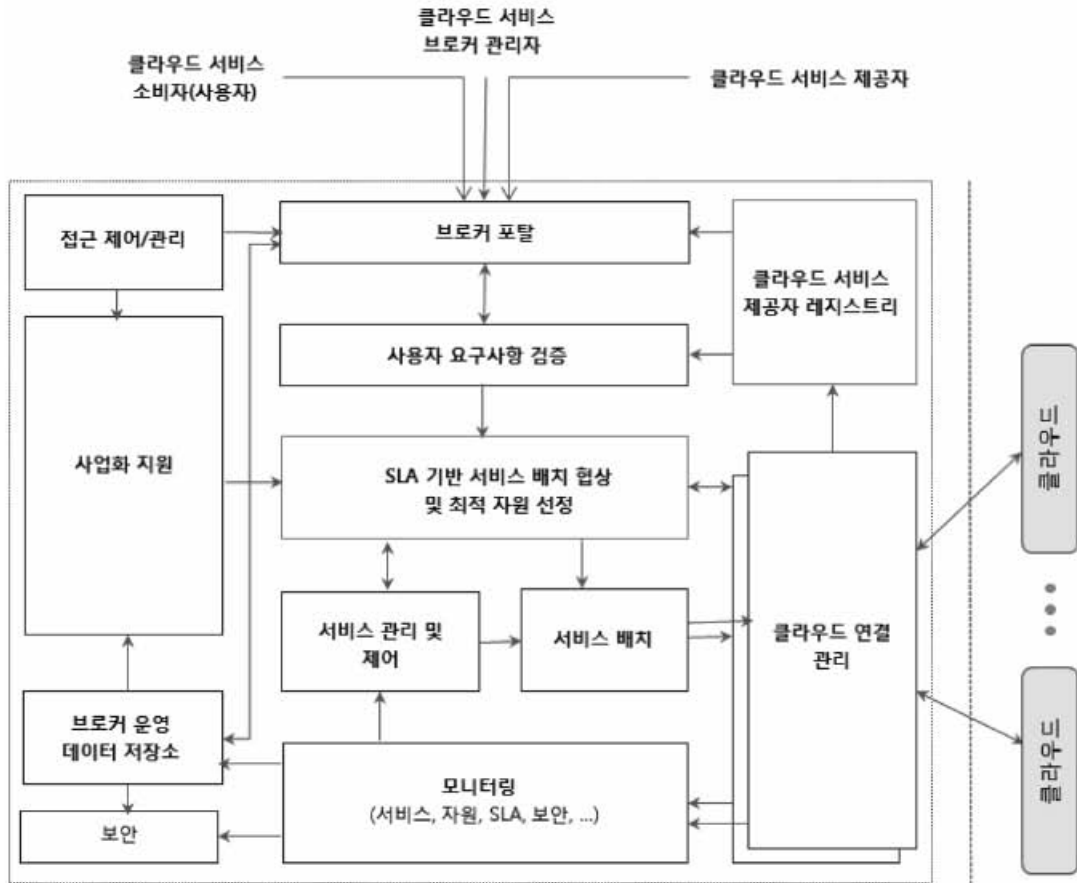 클라우드 서비스
브로커 관리자
클라우드 서비스
소비자(사용자)
클라우드 서비스 제공자
접근 제어/관리
브로커 포탈
클라우드 서비스
제공자 레지스트리
사용자 요구사항 검증
사업화 지원
SLA 기반 서비스 배치 협상
및 최적 자원 선정
서비스 관리 및
제어
서비스 배치
클라우드 연결
관리
브로커 운영
데이터 저장소
모니터링
(서비스, 자원, SLA, 보안, ...)
보안
클라우드
클라우드